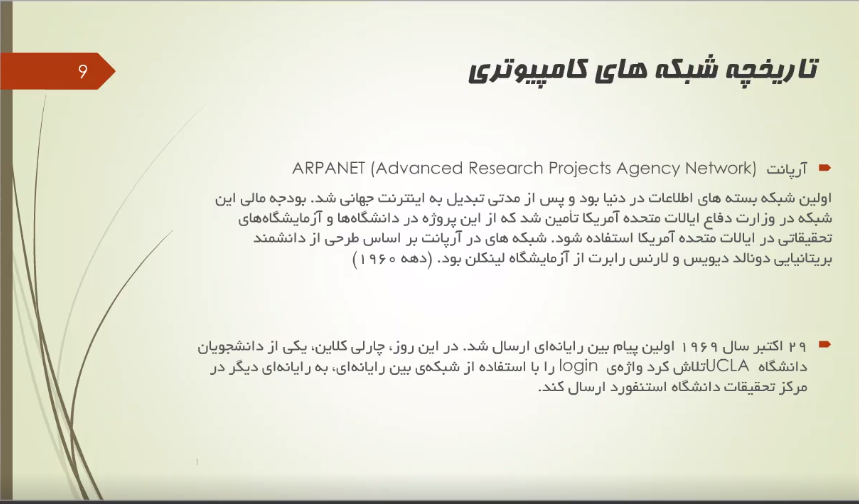 9
تاریخچه شبکه های کامپیوتری
آرپانت ARPANET (Advanced Research Projects Agency Network)
اولین شبکه بسته های اطلاعات در دنیا بود و پس از مدتی تبدیل به اینترنت جهانی شد. بودجه مالی این
شبکه در وزارت دفاع ایالات متحده آمریکا تأمین شد که از این پروژه در دانشگاه‌ها و آزمایشگاه‌های
تحقیقاتی در ایالات متحده آمریکا استفاده شود. شبکه های در آرپانت بر اساس طرحی از دانشمند
بریتانیایی دونالد دیویس و لارنس رابرت از آزمایشگاه لینکلن بود. (دهه ۱۹۶۰)
۲۹ اکتبر سال ۱۹۶۹ اولین پیام بین رایانه‌ای ارسال شد. در این روز، چارلی کلاین، یکی از دانشجویان
دانشگاه UCLAتلاش کرد واژه‌ی login را با استفاده از شبکه‌ی بین رایانه‌ای، به رایانه‌ای دیگر در
مرکز تحقیقات دانشگاه استنفورد ارسال کند.